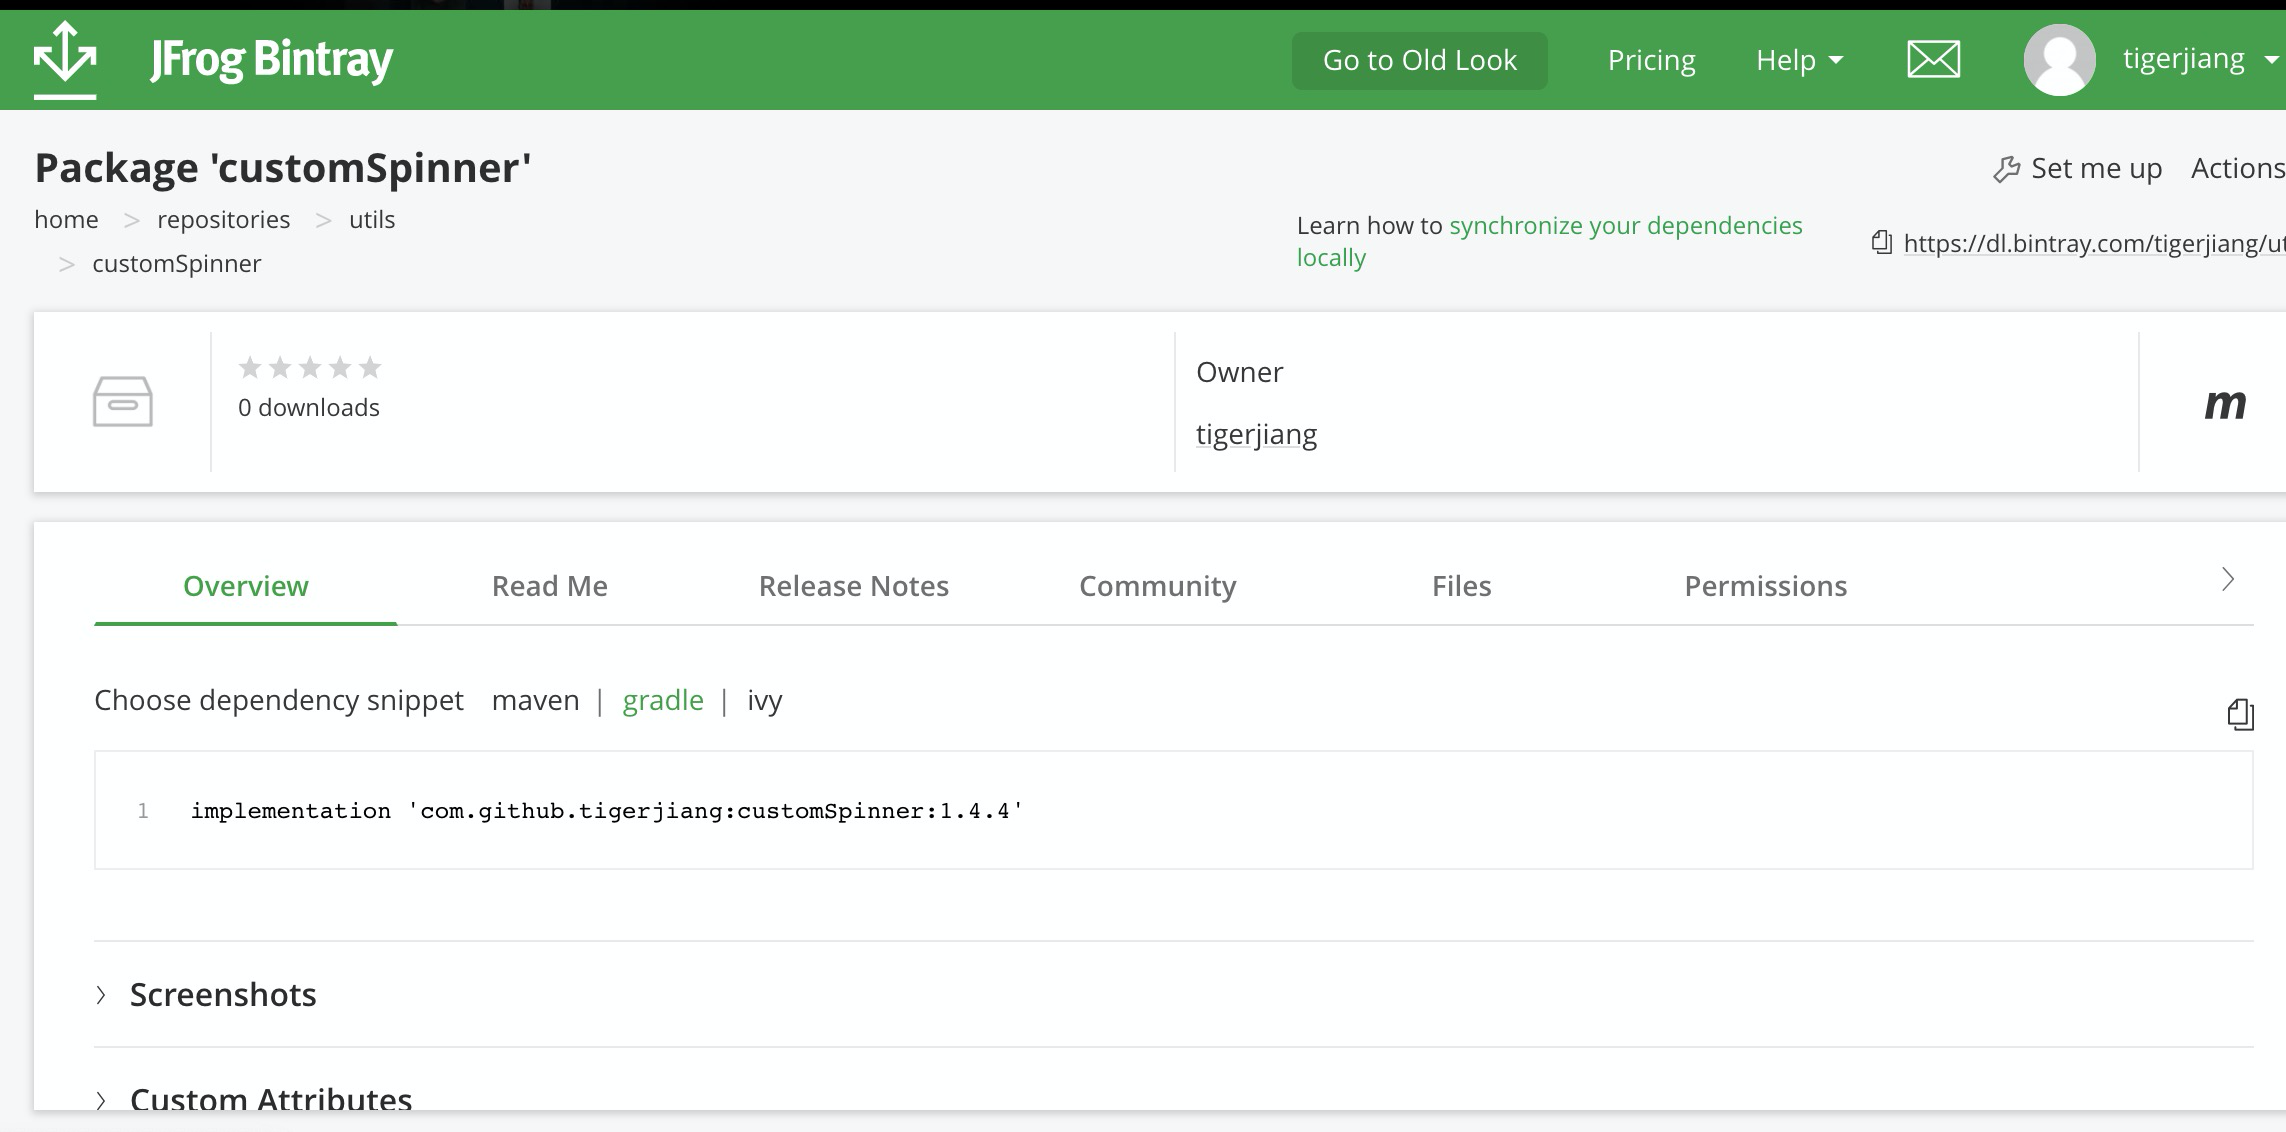 JFrog Bintray
Go to Old Look
Pricing
Help
tigerjiang
Package 'customSpinner'
Set me up
Actions
home > repositories > utils
> customSpinner
Learn how to synchronize your dependencies
locally
https://dl.bintray.com/tigerjiang/ut
0 downloads
Owner
tigerjiang
m
Overview
Read Me
Release Notes
Community
Files
Permissions
Choose dependency snippet maven | gradle | ivy
1 implementation 'com.github.tigerjiang:customSpinner:1.4.4'
Screenshots
Custom Attributes